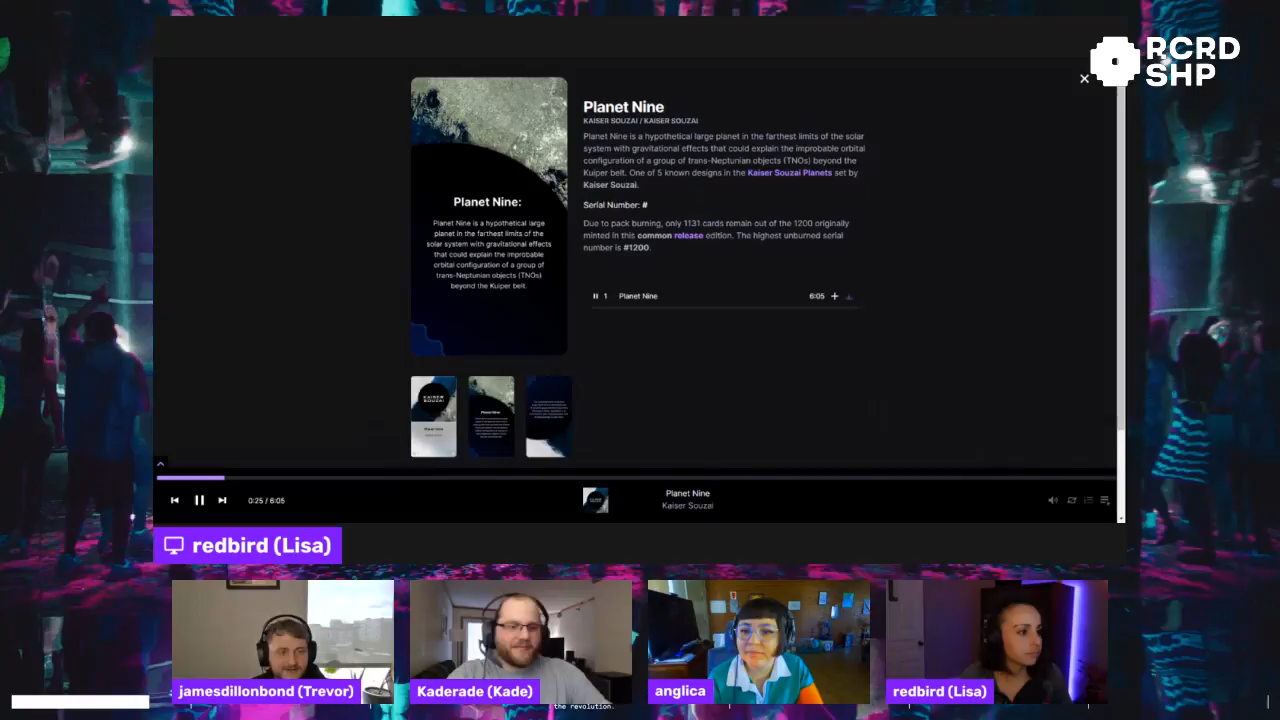 RCRD
SHP
Planet Nine
KAISER SOUZAI / KAISER SOUZAI
Planet Nine is a hypothetical large planet in the farthest limits of the solar
system with gravitational effects that could explain the improbable orbital
configuration of a group of trans-Neptunian objects (TNOs) beyond the
Kuiper belt. One of 5 known designs in the Kaiser Souzai Planets set by
Kaiser Souzai.
Serial Number: #
Due to pack burning, only 1131 cards remain out of the 1200 originally
minted in this common release edition. The highest unburned serial
number is #1200.
Planet Nine:
Planet Nine is a hypothetical large
planet in the farthest limits of the
solar system with gravitational effects
that could explain the improbable
orbital configuration of a group of
trans-Neptunian objects (TNOs)
beyond the Kuiper belt.
1 Planet Nine 6:05 +
KAISER
SOUZAI
Planet Nine
Planet Nine
0:25 / 6:05
Planet Nine
Kaiser Souzai
redbird (Lisa)
jamesdillonbond (Trevor)
Kaderade (Kade)
anglica
redbird (Lisa)
the revolution.